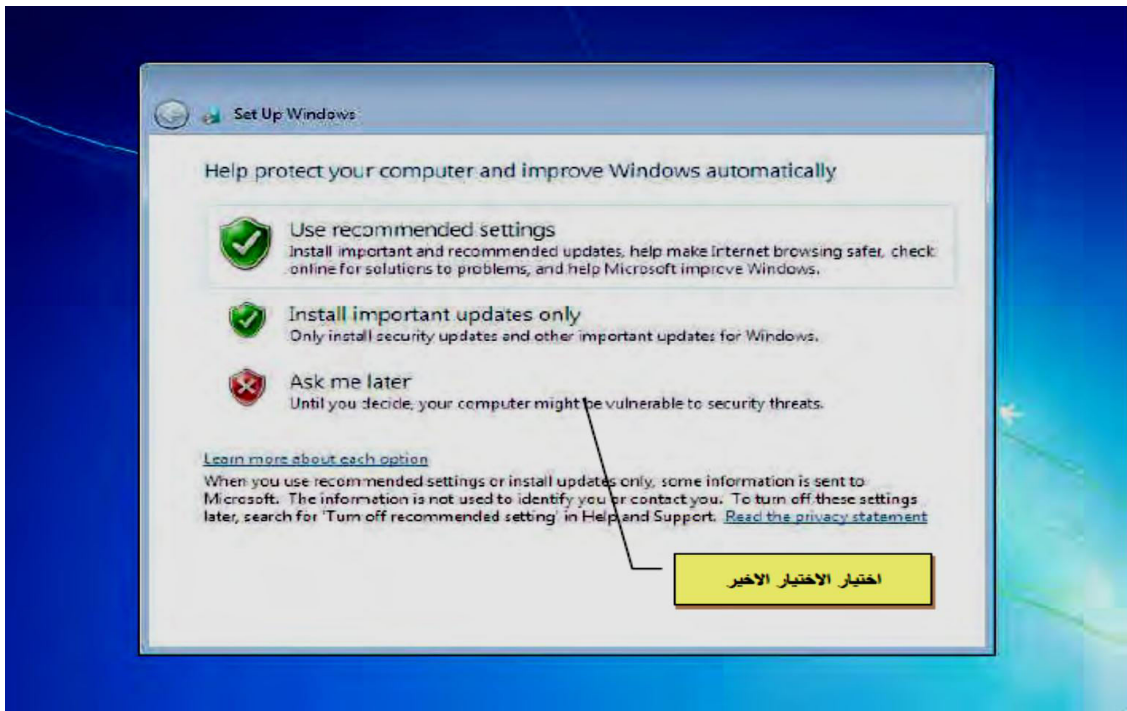 Set Up Windows
Help protect your computer and improve Windows automatically
Use recommended settings
Install important and recommended updates, help make Internet browsing safer, check
online for solutions to problems, and help Microsoft improve Windows.
Install important updates only
Only install security updates and other important updates for Windows.
Ask me later
Until you decide, your computer might be vulnerable to security threats.
Learn more about each option
When you use recommended settings or install updates only, some information is sent to
Microsoft. The information is not used to identify you or contact you. To turn off these settings
later, search for 'Turn off recommended setting' in Help and Support. Read the privacy statement
اختيار الاختيار الاخير